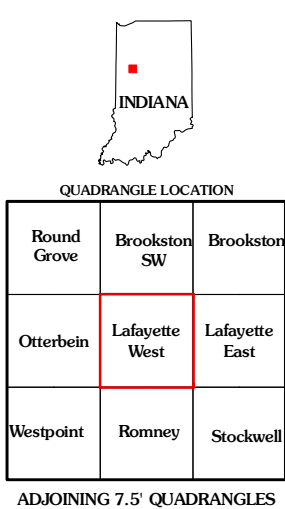 INDIANA
QUADRANGLE LOCATION
Round
Grove
Brookston
SW
Brookston
Otterbein
Lafayette
West
Lafayette
East
Westpoint
Romney
Stockwell
ADJOINING 7.5' QUADRANGLES